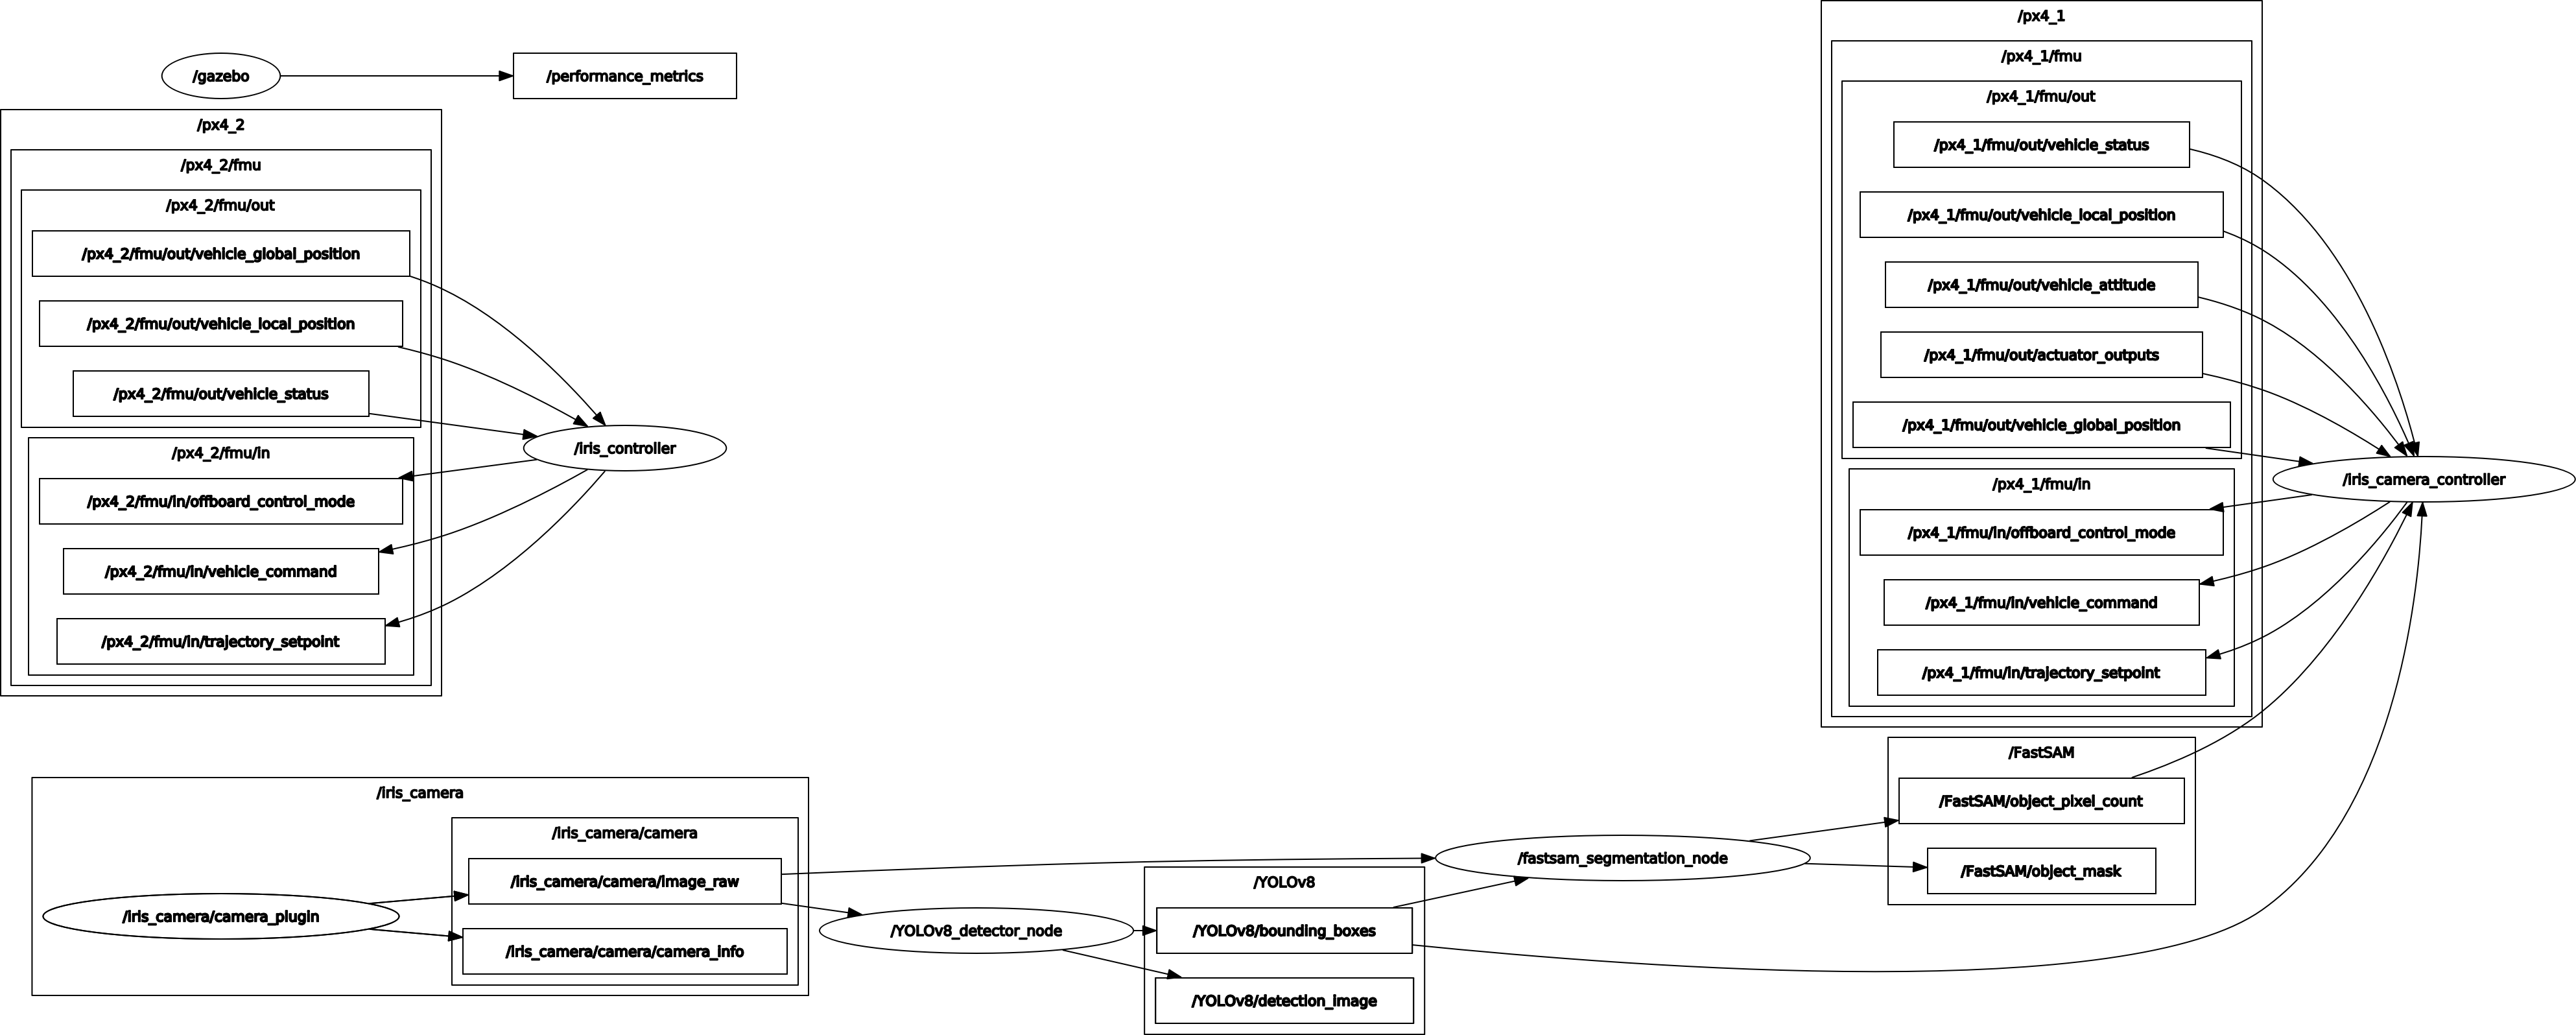 /gazebo
/performance_metrics
/px4_2
/px4_2/fmu
/px4_2/fmu/out
/px4_2/fmu/out/vehicle_global_position
/px4_2/fmu/out/vehicle_local_position
/px4_2/fmu/out/vehicle_status
/px4_2/fmu/in
/px4_2/fmu/in/offboard_control_mode
/px4_2/fmu/in/vehicle_command
/px4_2/fmu/in/trajectory_setpoint
/iris_controller
/px4_1
/px4_1/fmu
/px4_1/fmu/out
/px4_1/fmu/out/vehicle_status
/px4_1/fmu/out/vehicle_local_position
/px4_1/fmu/out/vehicle_attitude
/px4_1/fmu/out/actuator_outputs
/px4_1/fmu/out/vehicle_global_position
/px4_1/fmu/in
/px4_1/fmu/in/offboard_control_mode
/px4_1/fmu/in/vehicle_command
/px4_1/fmu/in/trajectory_setpoint
/iris_camera_controller
/iris_camera
/iris_camera/camera_plugin
/iris_camera/camera
/iris_camera/camera/image_raw
/iris_camera/camera/camera_info
/YOLOv8_detector_node
/YOLOv8
/YOLOv8/bounding_boxes
/YOLOv8/detection_image
/fastsam_segmentation_node
/FastSAM
/FastSAM/object_pixel_count
/FastSAM/object_mask